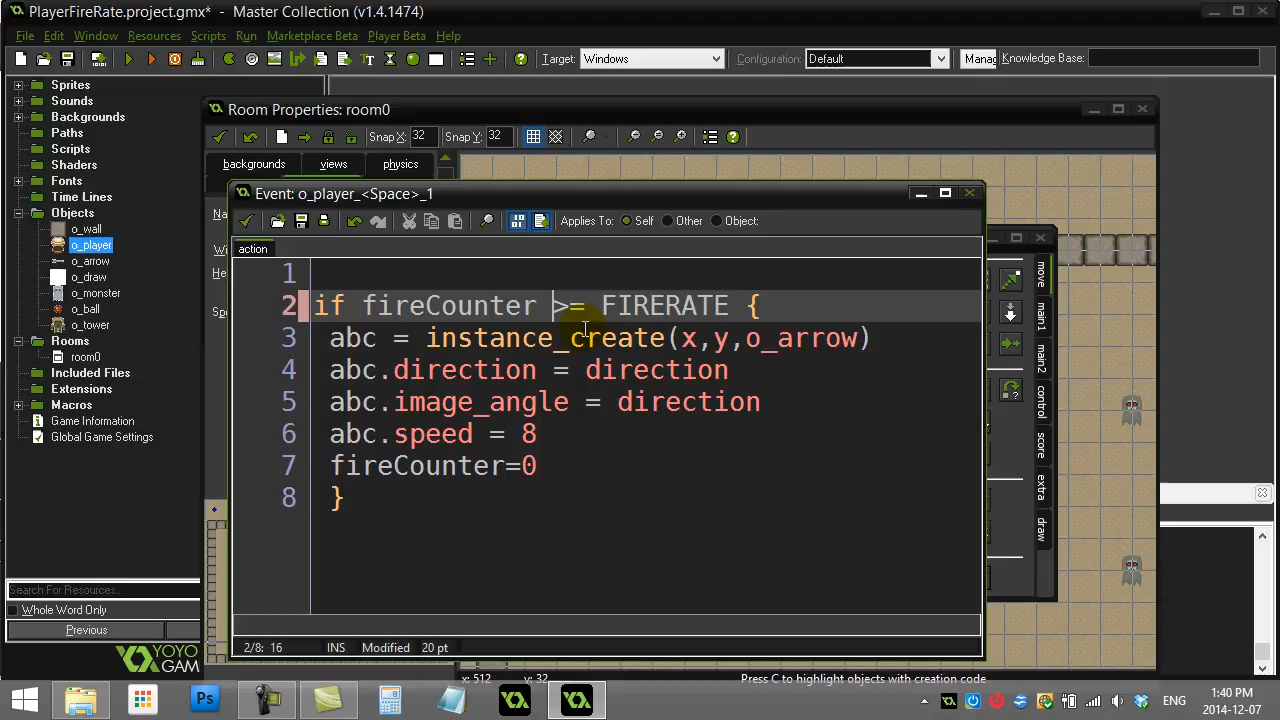 PlayerFireRate.project.gmx* - Master Collection (v1.4.1474)
File Edit Window Resources Scripts Run Marketplace Beta Player Beta Help
Target: Windows Configuration: Default Manag Knowledge Base:
Sprites
Sounds
Backgrounds
Paths
Scripts
Shaders
Fonts
Time Lines
Objects
o_wall
o_player
o_arrow
o_draw
o_monster
o_ball
o_tower
Rooms
room0
Included Files
Extensions
Macros
Game Information
Global Game Settings
Search For Resources...
Whole Word Only
Previous
YOYO
GAM
Room Properties: room0
Snap X: 32 Snap Y: 32
backgrounds views physics
Event: o_player_<Space>_1
Applies To: Self Other Object:
action
1
2 if fireCounter >= FIRERATE {
3 abc = instance_create(x,y,o_arrow)
4 abc.direction = direction
5 abc.image_angle = direction
6 abc.speed = 8
7 fireCounter=0
8 }
2/8: 16 INS Modified 20 pt
move
main1
main2
control
score
extra
draw
x: 512 y: 32 Press C to highlight objects with creation code
Ps
ENG
1:40 PM
2014-12-07